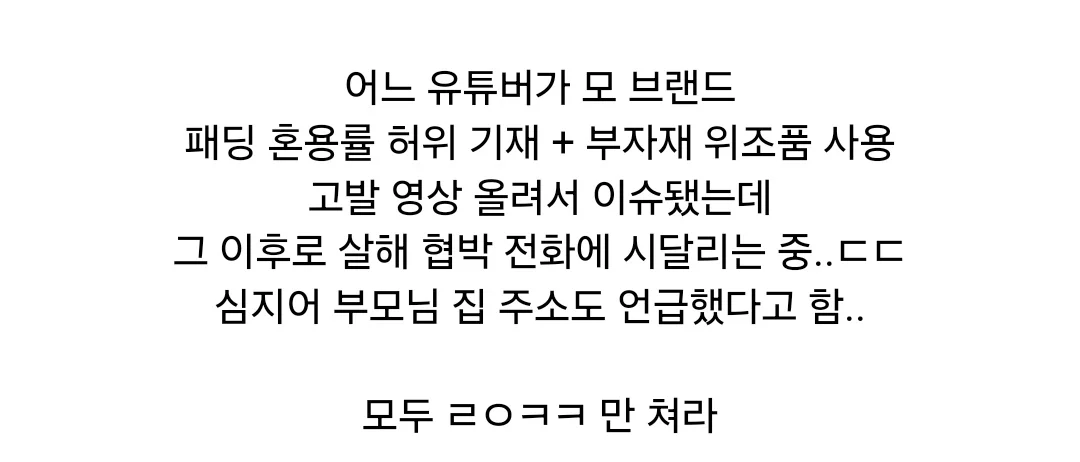 어느 유튜버가 모 브랜드
패딩 혼용률 허위 기재 + 부자재 위조품 사용
고발 영상 올려서 이슈됐는데
그 이후로 살해 협박 전화에 시달리는 중..ㄷㄷ
심지어 부모님 집 주소도 언급했다고 함..
모두 ㄹㅇㅋㅋ 만 쳐라